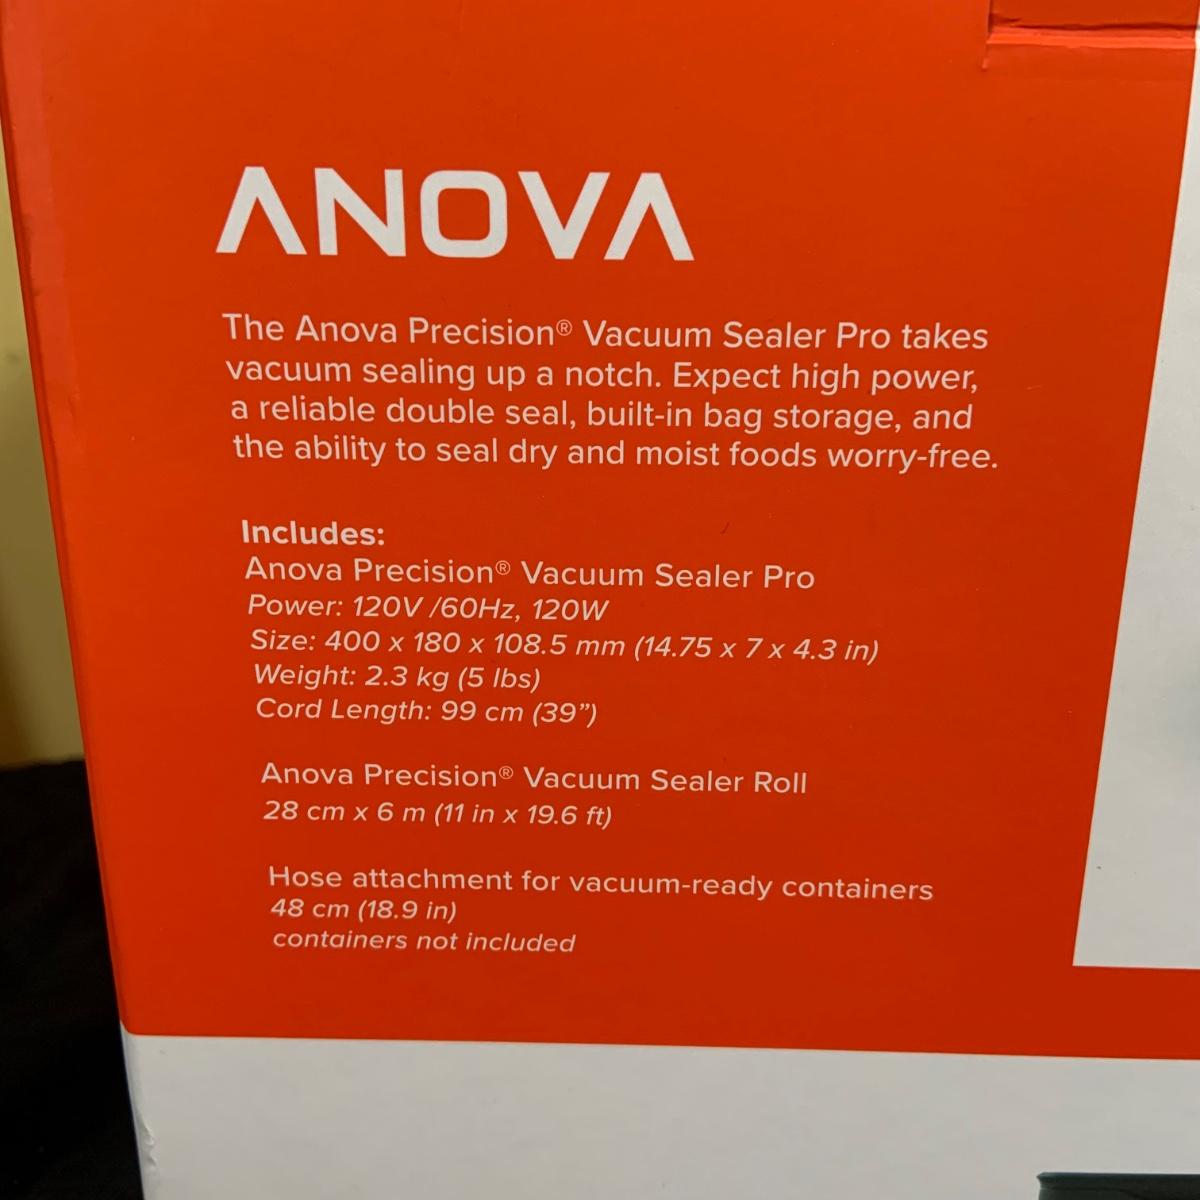 ANOVA
The Anova Precision® Vacuum Sealer Pro takes
vacuum sealing up a notch. Expect high power,
a reliable double seal, built-in bag storage, and
the ability to seal dry and moist foods worry-free.
Includes:
Anova Precision® Vacuum Sealer Pro
Power: 120V /60Hz, 120W
Size: 400 x 180 x 108.5 mm (14.75 x 7 x 4.3 in)
Weight: 2.3 kg (5 lbs)
Cord Length: 99 cm (39”)
Anova Precision® Vacuum Sealer Roll
28 cm x 6 m (11 in x 19.6 ft)
Hose attachment for vacuum-ready containers
48 cm (18.9 in)
containers not included